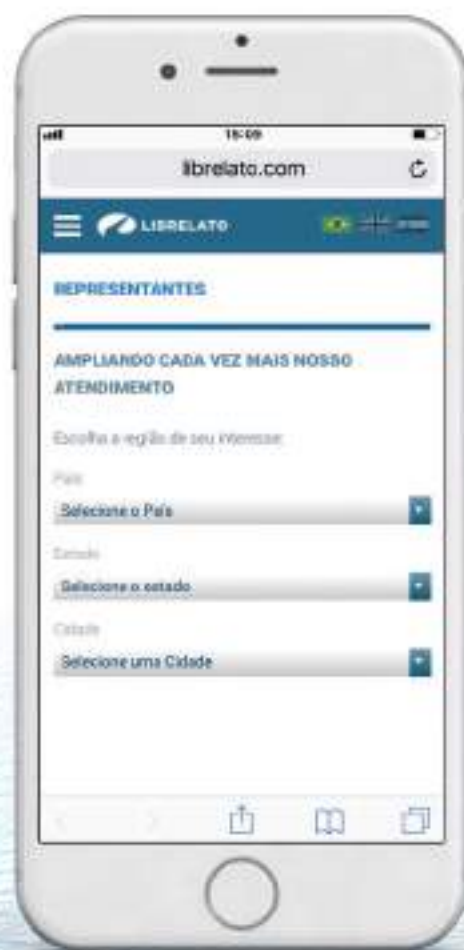 15:09
librelato.com
LIBRELATO
REPRESENTANTES
AMPLIANDO CADA VEZ MAIS NOSSO
ATENDIMENTO
Escolha a região de seu interesse:
País
Selecione o País
Estado
Selecione o estado
Cidade
Selecione uma Cidade